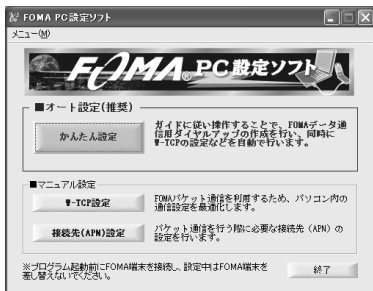 FOMA PC設定ソフト
メニュー(M)
FOMA® PC設定ソフト
■オート設定(推奨)
かんたん設定
ガイドに従い操作することで、FOMAデータ通
信用ダイヤルアップの作成を行い、同時に
W-TCPの設定などを自動で行います。
■マニュアル設定
W-TCP設定
FOMAパケット通信を利用するため、パソコン内の
通信設定を最適化します。
接続先(APN)設定
パケット通信を行う際に必要な接続先（APN）の
設定を行います。
※プログラム起動前にFOMA端末を接続し、設定中はFOMA端末を
差し替えないでください。
終了